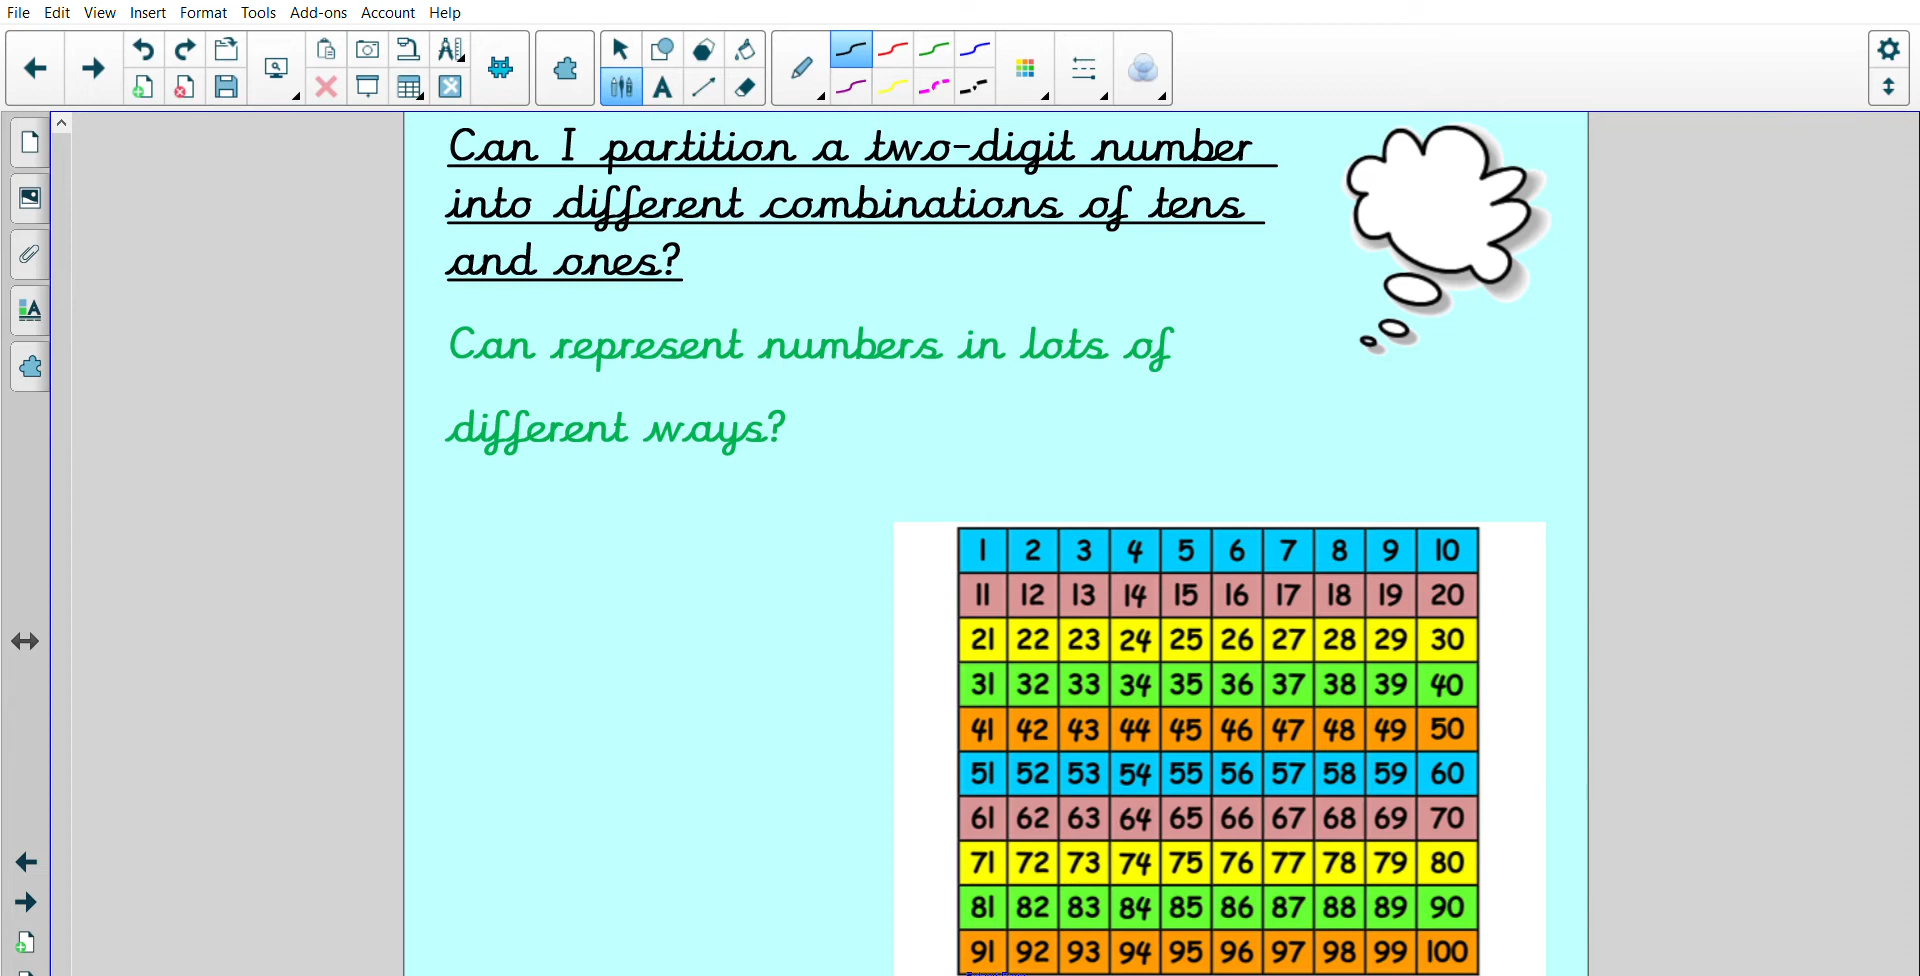 File Edit View Insert Format Tools Add-ons Account Help
Can I partition a two-digit number
into different combinations of tens
and ones?
Can represent numbers in lots of
different ways?
1 2 3 4 5 6 7 8 9 10
11 12 13 14 15 16 17 18 19 20
21 22 23 24 25 26 27 28 29 30
31 32 33 34 35 36 37 38 39 40
41 42 43 44 45 46 47 48 49 50
51 52 53 54 55 56 57 58 59 60
61 62 63 64 65 66 67 68 69 70
71 72 73 74 75 76 77 78 79 80
81 82 83 84 85 86 87 88 89 90
91 92 93 94 95 96 97 98 99 100